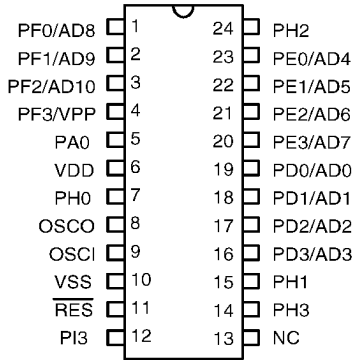 PF0/AD8 1 24 PH2
PF1/AD9 2 23 PE0/AD4
PF2/AD10 3 22 PE1/AD5
PF3/VPP 4 21 PE2/AD6
PA0 5 20 PE3/AD7
VDD 6 19 PD0/AD0
PH0 7 18 PD1/AD1
OSCO 8 17 PD2/AD2
OSCI 9 16 PD3/AD3
VSS 10 15 PH1
RES 11 14 PH3
PI3 12 13 NC